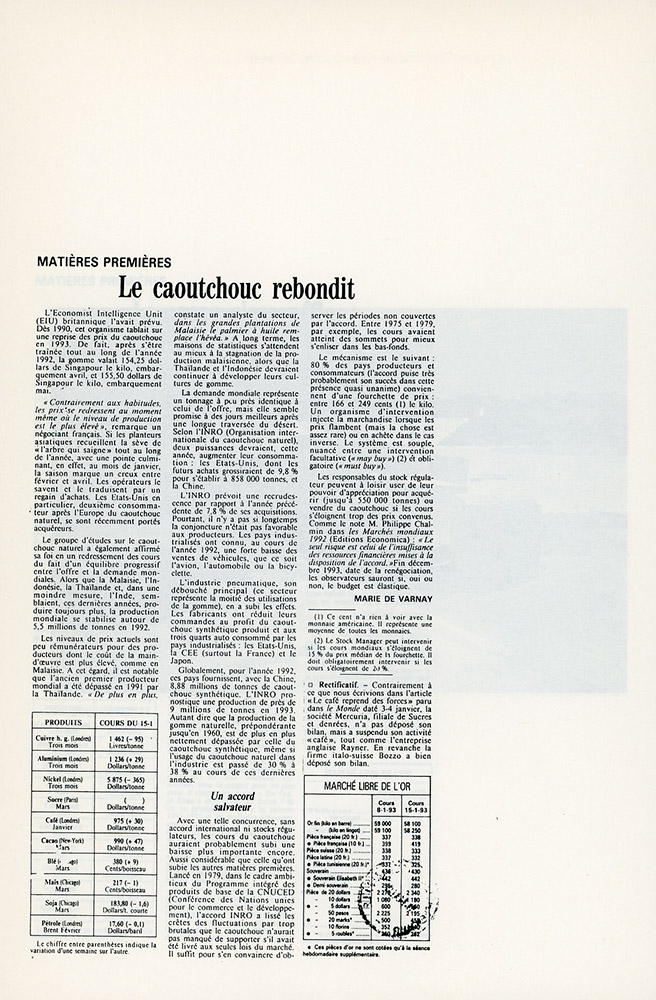 MATIÈRES PREMIÈRES
Le caoutchouc rebondit
L'Economist Intelligence Unit
(EIU) britannique l'avait prévu.
Dès 1990, cet organisme tablait sur
une reprise des prix du caoutchouc
en 1993. De fait, après s'être
traînée tout au long de l'année
1992, la gomme valait 154,25 dol-
lars de Singapour le kilo, embar-
quement avril, et 155,50 dollars de
Singapour le kilo, embarquement
mai.
« Contrairement aux habitudes,
les prix se redressent au moment
même où le niveau de production
est le plus élevé », remarque un
négociant français. Si les planteurs
asiatiques recueillent la sève de
« l'arbre qui saigne » tout au long
de l'année, avec une pointe culmi-
nant, en effet, au mois de janvier,
la saison marque un creux entre
février et avril. Les opérateurs le
savent et le traduisent par un
regain d'achats. Les Etats-Unis en
particulier, deuxième consomma-
teur après l'Europe du caoutchouc
naturel, se sont récemment portés
acquéreurs.
Le groupe d'études sur le caout-
chouc naturel a également affirmé
sa foi en un redressement des cours
du fait d'un équilibre progressif
entre l'offre et la demande mon-
diales. Alors que la Malaisie, l'In-
donésie, la Thaïlande et, dans une
moindre mesure, l'Inde, sem-
blaient, ces dernières années, pro-
duire toujours plus, la production
mondiale se stabilise autour de
5,5 millions de tonnes en 1992.
Les niveaux de prix actuels sont
peu rémunérateurs pour des pro-
ducteurs dont le coût de la main-
d'œuvre est plus élevé, comme en
Malaisie. A cet égard, il est notable
que l'ancien premier producteur
mondial a été dépassé en 1991 par
la Thaïlande. « De plus en plus,
PRODUITS COURS DU 15-1
Cuivre h. g. (Londres) 1 462 (– 95)
Trois mois Livres/tonne
Aluminium (Londres) 1 236 (+ 29)
Trois mois Dollars/tonne
Nickel (Londres) 5 875 (– 365)
Trois mois Dollars/tonne
Sucre (Paris) ( )
Mars Dollars/tonne
Café (Londres) 975 (+ 30)
Janvier Dollars/tonne
Cacao (New-York) 990 (+ 47)
Mars Dollars/tonne
Blé 380 (+ 9)
Mars Cents/boisseau
Maïs (Chicago) 217 (– 1)
Mars Cents/boisseau
Soja (Chicago) 183,80 (– 1,6)
Mars Dollars/t. courte
Pétrole (Londres) 17,60 (– 0,1)
Brent Février Dollars/baril
Le chiffre entre parenthèses indique la
variation d'une semaine sur l'autre.
constate un analyste du secteur,
dans les grandes plantations de
Malaisie le palmier à huile rem-
place l'hévéa. » A long terme, les
maisons de statistiques s'attendent
au mieux à la stagnation de la pro-
duction malaisienne, alors que la
Thaïlande et l'Indonésie devraient
continuer à développer leurs cul-
tures de gomme.
La demande mondiale représente
un tonnage à peu près identique à
celui de l'offre, mais elle semble
promise à des jours meilleurs après
une longue traversée du désert.
Selon l'INRO (Organisation inter-
nationale du caoutchouc naturel),
deux puissances devraient, cette
année, augmenter leur consomma-
tion : les Etats-Unis, dont les
futurs achats grossiraient de 9,8 %
pour s'établir à 858 000 tonnes, et
la Chine.
L'INRO prévoit une recrudes-
cence par rapport à l'année précé-
dente de 7,8 % de ses acquisitions.
Pourtant, il n'y a pas si longtemps
la conjoncture n'était pas favorable
aux producteurs. Les pays indus-
trialisés ont connu, au cours de
l'année 1992, une forte baisse des
ventes de véhicules, que ce soit
l'avion, l'automobile ou la bicy-
clette.
L'industrie pneumatique, son
débouché principal (ce secteur
représente la moitié des utilisations
de la gomme), en a subi les effets.
Les fabricants ont réduit leurs
commandes au profit du caout-
chouc synthétique produit et aux
trois quarts auto consommé par les
pays industrialisés : les Etats-Unis,
la CEE (surtout la France) et le
Japon.
Globalement, pour l'année 1992,
ces pays fournissent, avec la Chine,
8,88 millions de tonnes de caout-
chouc synthétique. L'INRO pro-
nostique une production de près de
9 millions de tonnes en 1993.
Autant dire que la production de la
gomme naturelle, prépondérante
jusqu'en 1960, est de plus en plus
nettement dépassée par celle du
caoutchouc synthétique, même si
l'usage du caoutchouc naturel dans
l'industrie est passé de 30 % à
38 % au cours de ces dernières
années.
Un accord
salvateur
Avec une telle concurrence, sans
accord international ni stocks régu-
lateurs, les cours du caoutchouc
auraient probablement subi une
baisse plus importante encore.
Aussi considérable que celle qu'ont
subie les autres matières premières.
Lancé en 1979, dans le cadre ambi-
tieux du Programme intégré des
produits de base de la CNUCED
(Conférence des Nations unies
pour le commerce et le développe-
ment), l'accord INRO a lissé les
crêtes des fluctuations par trop
brutales que le caoutchouc n'aurait
pas manqué de supporter s'il avait
été livré aux seules lois du marché.
Il suffit pour s'en convaincre d'ob-
server les périodes non couvertes
par l'accord. Entre 1975 et 1979,
par exemple, les cours avaient
atteint des sommets pour mieux
s'enliser dans les bas-fonds.
Le mécanisme est le suivant :
80 % des pays producteurs et
consommateurs (l'accord puise très
probablement son succès dans cette
présence quasi unanime) convien-
nent d'une fourchette de prix :
entre 166 et 249 cents (1) le kilo.
Un organisme d'intervention
injecte la marchandise lorsque les
prix flambent (mais la chose est
assez rare) ou en achète dans le cas
inverse. Le système est souple,
nuancé entre une intervention
facultative (« may buy ») (2) et obli-
gatoire (« must buy »).
Les responsables du stock régula-
teur peuvent à loisir user de leur
pouvoir d'appréciation pour acqué-
rir (jusqu'à 550 000 tonnes) ou
vendre du caoutchouc si les cours
s'éloignent trop des prix convenus.
Comme le note M. Philippe Chal-
min dans les Marchés mondiaux
1992 (Editions Economica) : « Le
seul risque est celui de l'insuffisance
des ressources financières mises à la
disposition de l'accord. »Fin décem-
bre 1993, date de la renégociation,
les observateurs sauront si, oui ou
non, le budget est élastique.
MARIE DE VARNAY
(1) Ce cent n'a rien à voir avec la
monnaie américaine. Il représente une
moyenne de toutes les monnaies.
(2) Le Stock Manager peut intervenir
si les cours mondiaux s'éloignent de
15 % du prix médian de la fourchette. Il
doit obligatoirement intervenir si les
cours s'éloignent de 20 %.
□ Rectificatif. – Contrairement à
ce que nous écrivions dans l'article
« Le café reprend des forces » paru
dans le Monde daté 3-4 janvier, la
société Mercuria, filiale de Sucres
et denrées, n'a pas déposé son
bilan, mais a suspendu son activité
« café », tout comme l'entreprise
anglaise Rayner. En revanche la
firme italo-suisse Bozzo a bien
déposé son bilan.
MARCHÉ LIBRE DE L'OR
Cours Cours
8-1-93 15-1-93
Or fin (kilo en barre) 59 000 58 100
– (kilo en lingot) 59 100 58 250
Pièce française (20 fr.) 337 338
● Pièce française (10 fr.) 399 419
Pièce suisse (20 fr.) 338 333
Pièce latine (20 fr.) 337 332
● Pièce tunisienne (20 fr.) 337 325
Souverain 436 430
● Souverain Elisabeth II 442 442
● Demi-souverain 295 280
Pièce de 20 dollars 2 340
– 10 dollars 1 080
– 5 dollars 600
– 50 pesos 2 225 2 195
● – 20 marks 500
– 10 florins 352
● – 5 roubles
● Ces pièces d'or ne sont cotées qu'à la séance
hebdomadaire supplémentaire.